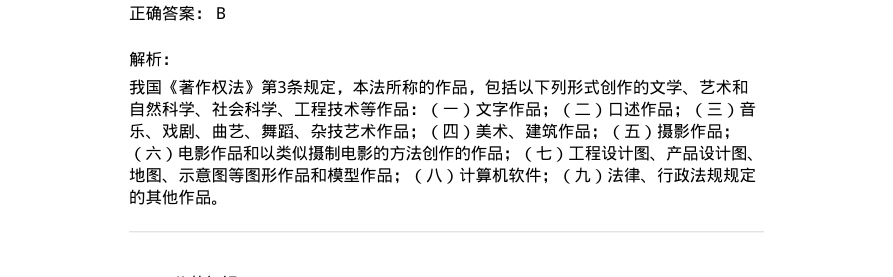 正确答案： B
解析：
我国《著作权法》第3条规定，本法所称的作品，包括以下列形式创作的文学、艺术和
自然科学、社会科学、工程技术等作品：（一）文字作品；（二）口述作品；（三）音
乐、戏剧、曲艺、舞蹈、杂技艺术作品；（四）美术、建筑作品；（五）摄影作品；
（六）电影作品和以类似摄制电影的方法创作的作品；（七）工程设计图、产品设计图、
地图、示意图等图形作品和模型作品；（八）计算机软件；（九）法律、行政法规规定
的其他作品。